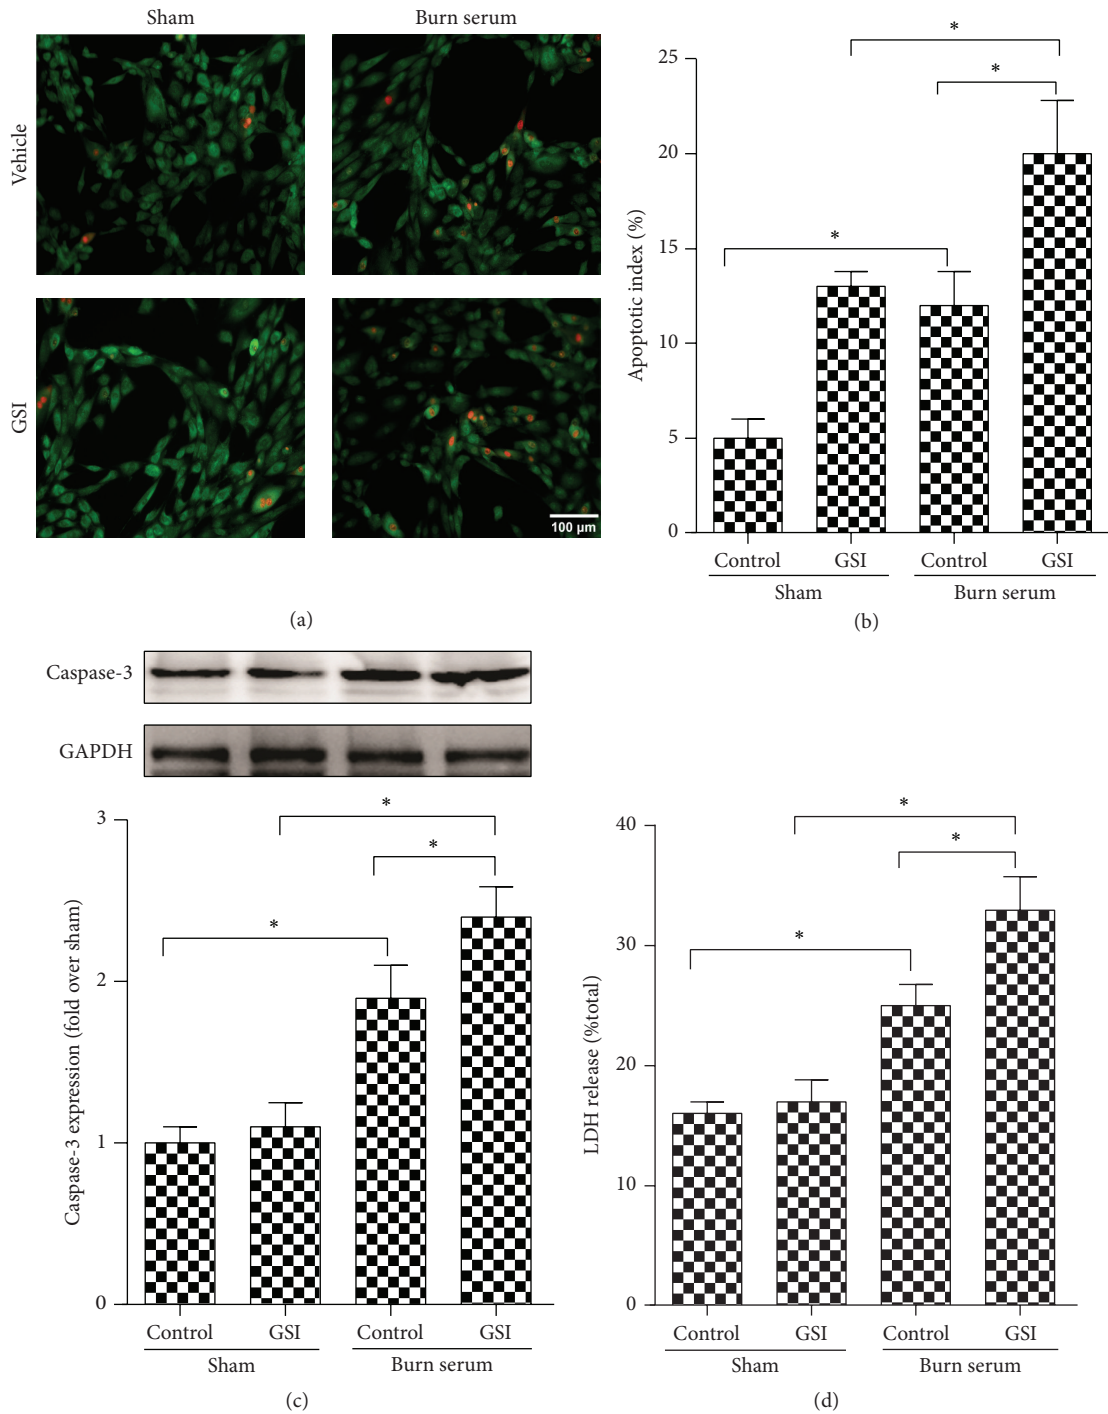 Sham Burn serum
Vehicle
GSI
100 µm
(a)
*
*
*
25
20
15
10
5
0
Apoptotic index (%)
Control GSI Control GSI
Sham Burn serum
(b)
Caspase-3
GAPDH
*
*
*
3
2
1
0
Caspase-3 expression (fold over sham)
Control GSI Control GSI
Sham Burn serum
(c)
*
*
*
40
30
20
10
0
LDH release (%total)
Control GSI Control GSI
Sham Burn serum
(d)